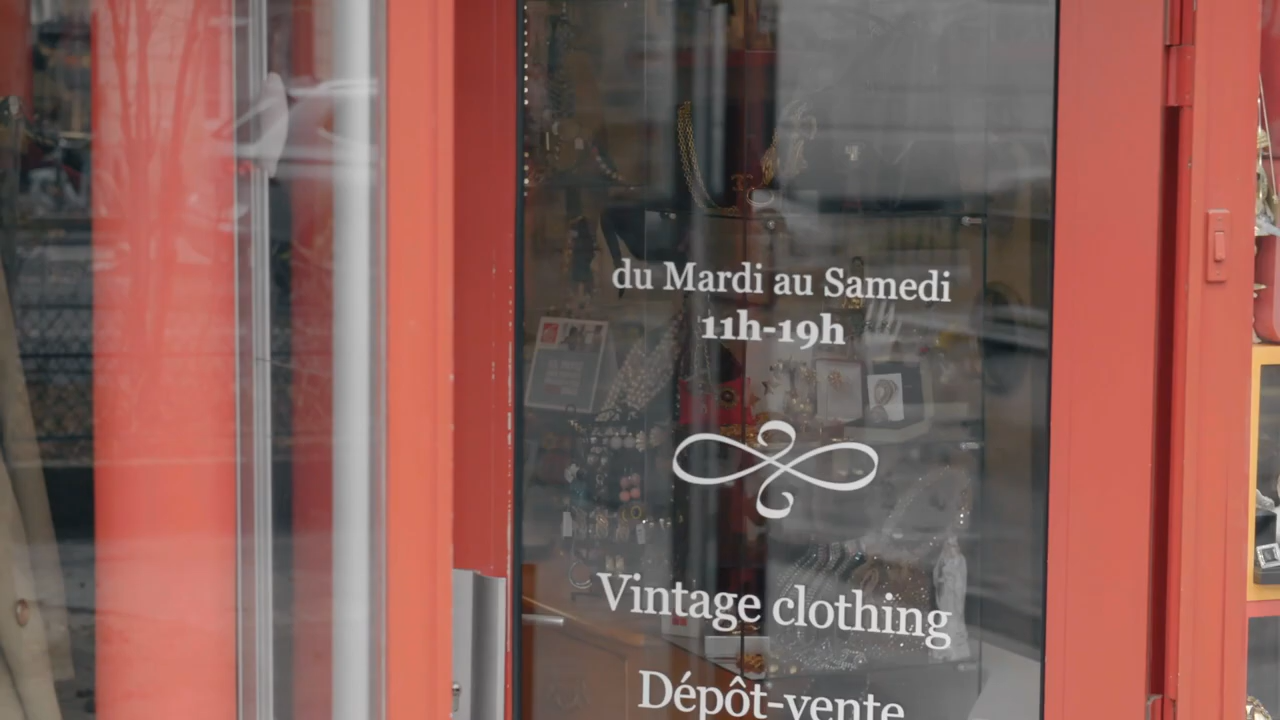 du Mardi au Samedi
11h-19h
Vintage clothing
Dépôt-vente